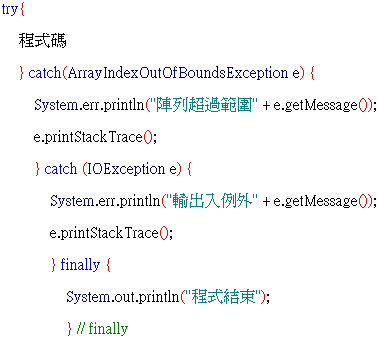 try{
程式碼
} catch(ArrayIndexOutOfBoundsException e) {
System.err.println("陣列超過範圍" + e.getMessage());
e.printStackTrace();
} catch (IOException e) {
System.err.println("輸出入例外" + e.getMessage());
e.printStackTrace();
} finally {
System.out.println("程式結束");
} // finally